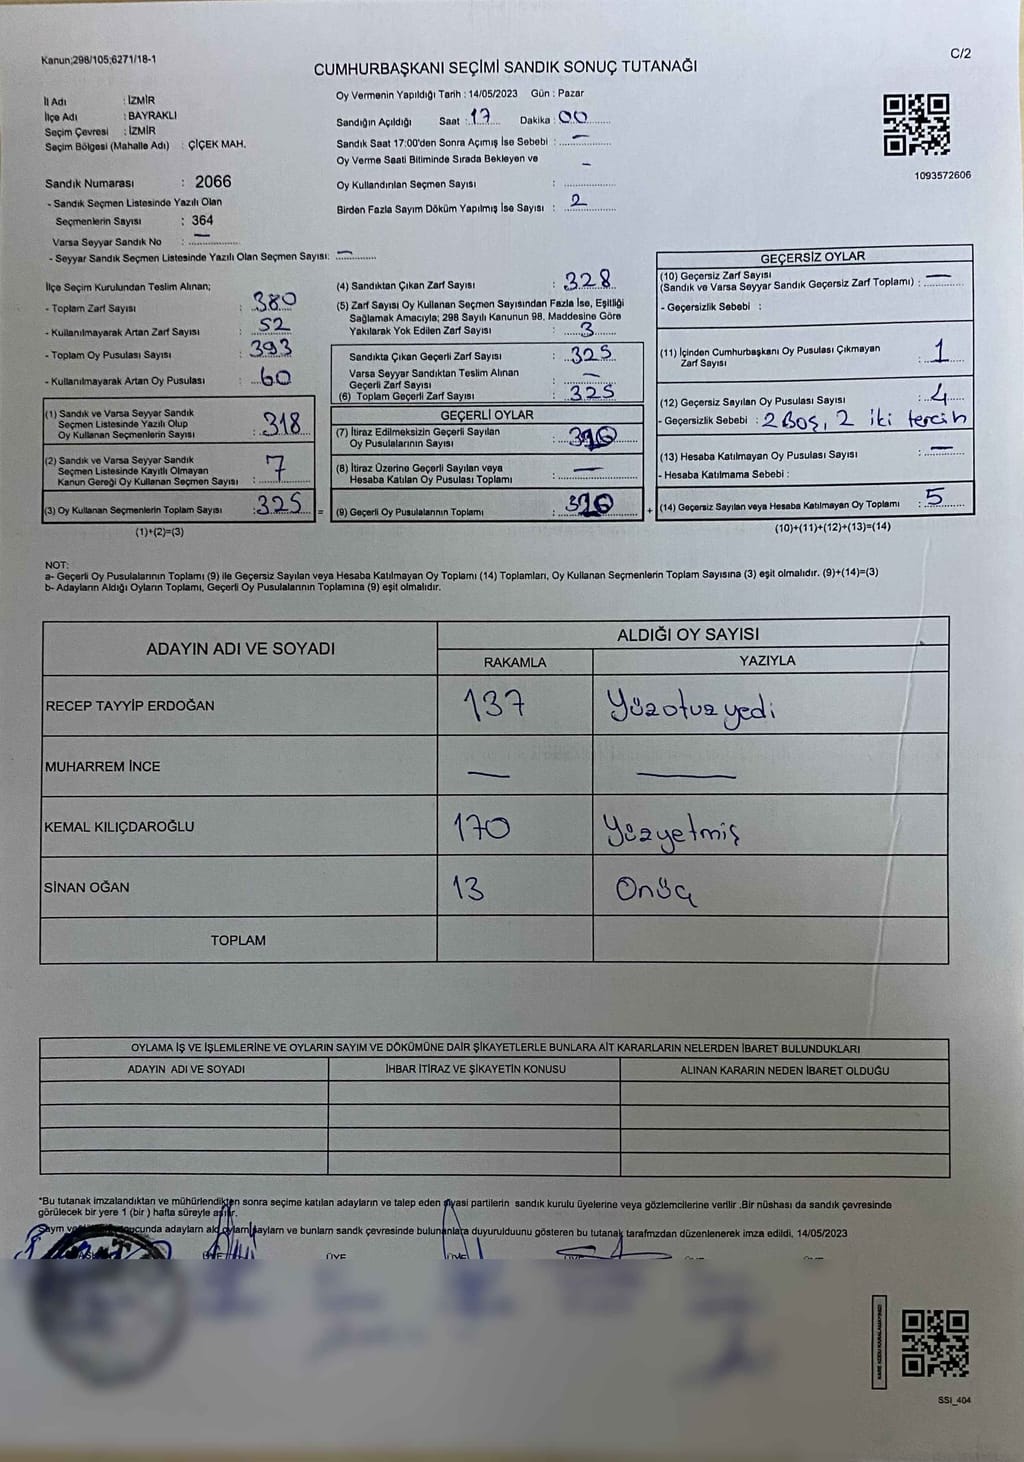 Kanun;298/105;6271/18-1
C/2
CUMHURBAŞKANI SEÇİMİ SANDIK SONUÇ TUTANAĞI
İl Adı : İZMİR
İlçe Adı : BAYRAKLI
Seçim Çevresi : İZMİR
Seçim Bölgesi (Mahalle Adı) : ÇİÇEK MAH.
Sandık Numarası : 2066
- Sandık Seçmen Listesinde Yazılı Olan
Seçmenlerin Sayısı : 364
Varsa Seyyar Sandık No : —
- Seyyar Sandık Seçmen Listesinde Yazılı Olan Seçmen Sayısı: —
Oy Vermenin Yapıldığı Tarih : 14/05/2023 Gün : Pazar
Sandığın Açıldığı Saat : 17 Dakika : 00
Sandık Saat 17:00'den Sonra Açımış İse Sebebi : —
Oy Verme Saati Bitiminde Sırada Bekleyen ve —
Oy Kullandırılan Seçmen Sayısı :
Birden Fazla Sayım Döküm Yapılmış İse Sayısı : 2
1093572606
İlçe Seçim Kurulundan Teslim Alınan;
- Toplam Zarf Sayısı : 380
- Kullanılmayarak Artan Zarf Sayısı : 52
- Toplam Oy Pusulası Sayısı : 393
- Kullanılmayarak Artan Oy Pusulası : 60
(1) Sandık ve Varsa Seyyar Sandık
Seçmen Listesinde Yazılı Olup
Oy Kullanan Seçmenlerin Sayısı : 318
(2) Sandık ve Varsa Seyyar Sandık
Seçmen Listesinde Kayıtlı Olmayan
Kanun Gereği Oy Kullanan Seçmen Sayısı : 7
(3) Oy Kullanan Seçmenlerin Toplam Sayısı : 325 =
(1)+(2)=(3)
(4) Sandıktan Çıkan Zarf Sayısı : 328
(5) Zarf Sayısı Oy Kullanan Seçmen Sayısından Fazla İse, Eşitliği
Sağlamak Amacıyla; 298 Sayılı Kanunun 98. Maddesine Göre
Yakılarak Yok Edilen Zarf Sayısı : 3
Sandıkta Çıkan Geçerli Zarf Sayısı : 325
Varsa Seyyar Sandıktan Teslim Alınan
Geçerli Zarf Sayısı : —
(6) Toplam Geçerli Zarf Sayısı : 325
GEÇERLİ OYLAR
(7) İtiraz Edilmeksizin Geçerli Sayılan
Oy Pusulalarının Sayısı :
(8) İtiraz Üzerine Geçerli Sayılan veya
Hesaba Katılan Oy Pusulası Toplamı : —
(9) Geçerli Oy Pusulalarının Toplamı : +
GEÇERSİZ OYLAR
(10) Geçersiz Zarf Sayısı
(Sandık ve Varsa Seyyar Sandık Geçersiz Zarf Toplamı) : —
- Geçersizlik Sebebi :
(11) İçinden Cumhurbaşkanı Oy Pusulası Çıkmayan
Zarf Sayısı : 1
(12) Geçersiz Sayılan Oy Pusulası Sayısı : 4
- Geçersizlik Sebebi : 2 Boş, 2 iki tercih
(13) Hesaba Katılmayan Oy Pusulası Sayısı : —
- Hesaba Katılmama Sebebi :
(14) Geçersiz Sayılan veya Hesaba Katılmayan Oy Toplamı : 5
(10)+(11)+(12)+(13)=(14)
NOT:
a- Geçerli Oy Pusulalarının Toplamı (9) ile Geçersiz Sayılan veya Hesaba Katılmayan Oy Toplamı (14) Toplamları, Oy Kullanan Seçmenlerin Toplam Sayısına (3) eşit olmalıdır. (9)+(14)=(3)
b- Adayların Aldığı Oyların Toplamı, Geçerli Oy Pusulalarının Toplamına (9) eşit olmalıdır.
ADAYIN ADI VE SOYADI ALDIĞI OY SAYISI
RAKAMLA YAZIYLA
RECEP TAYYİP ERDOĞAN 137 Yüzotuzyedi
MUHARREM İNCE — —
KEMAL KILIÇDAROĞLU 170 Yüzyetmiş
SİNAN OĞAN 13 Onüç
TOPLAM
OYLAMA İŞ VE İŞLEMLERİNE VE OYLARIN SAYIM VE DÖKÜMÜNE DAİR ŞİKAYETLERLE BUNLARA AİT KARARLARIN NELERDEN İBARET BULUNDUKLARI
ADAYIN ADI VE SOYADI İHBAR İTİRAZ VE ŞİKAYETİN KONUSU ALINAN KARARIN NEDEN İBARET OLDUĞU
*Bu tutanak imzalandıktan ve mühürlendikten sonra seçime katılan adayların ve talep eden siyasi partilerin sandık kurulu üyelerine veya gözlemcilerine verilir .Bir nüshası da sandık çevresinde
görülecek bir yere 1 (bir ) hafta süreyle asılır.
Sayım ve ucunda adayların ald oylam sayların ve bunların sandk çevresinde bulunanlara duyurulduunu gösteren bu tutanak tarafmzdan düzenlenerek imza edildi, 14/05/2023
ÜYE ÜYE ÜYE
KARE KODU KARALAMAYINIZ!
SSI_404